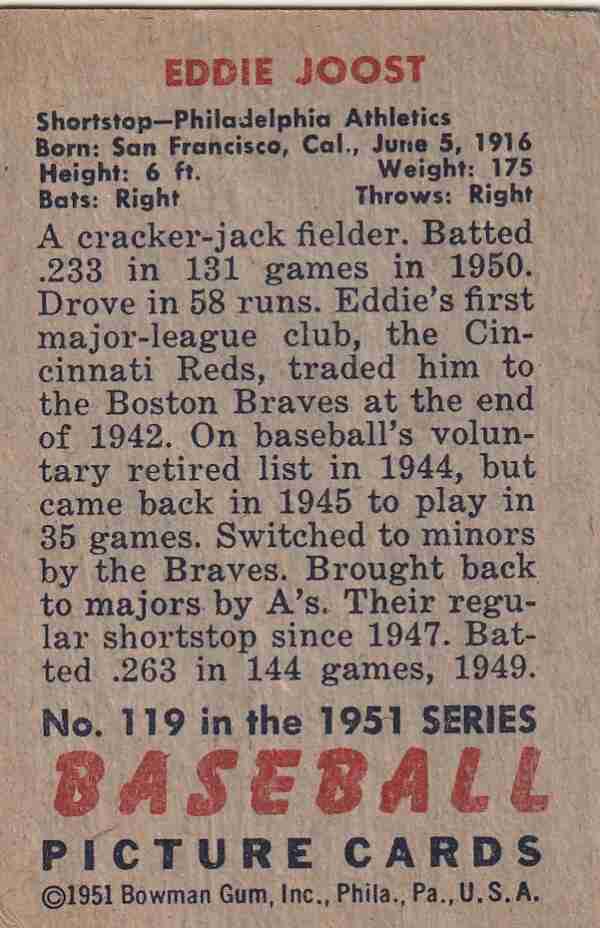 EDDIE JOOST
Shortstop—Philadelphia Athletics
Born: San Francisco, Cal., June 5, 1916
Height: 6 ft. Weight: 175
Bats: Right Throws: Right
A cracker-jack fielder. Batted
.233 in 131 games in 1950.
Drove in 58 runs. Eddie's first
major-league club, the Cin-
cinnati Reds, traded him to
the Boston Braves at the end
of 1942. On baseball's volun-
tary retired list in 1944, but
came back in 1945 to play in
35 games. Switched to minors
by the Braves. Brought back
to majors by A's. Their regu-
lar shortstop since 1947. Bat-
ted .263 in 144 games, 1949.
No. 119 in the 1951 SERIES
BASEBALL
PICTURE CARDS
©1951 Bowman Gum, Inc., Phila., Pa., U.S.A.